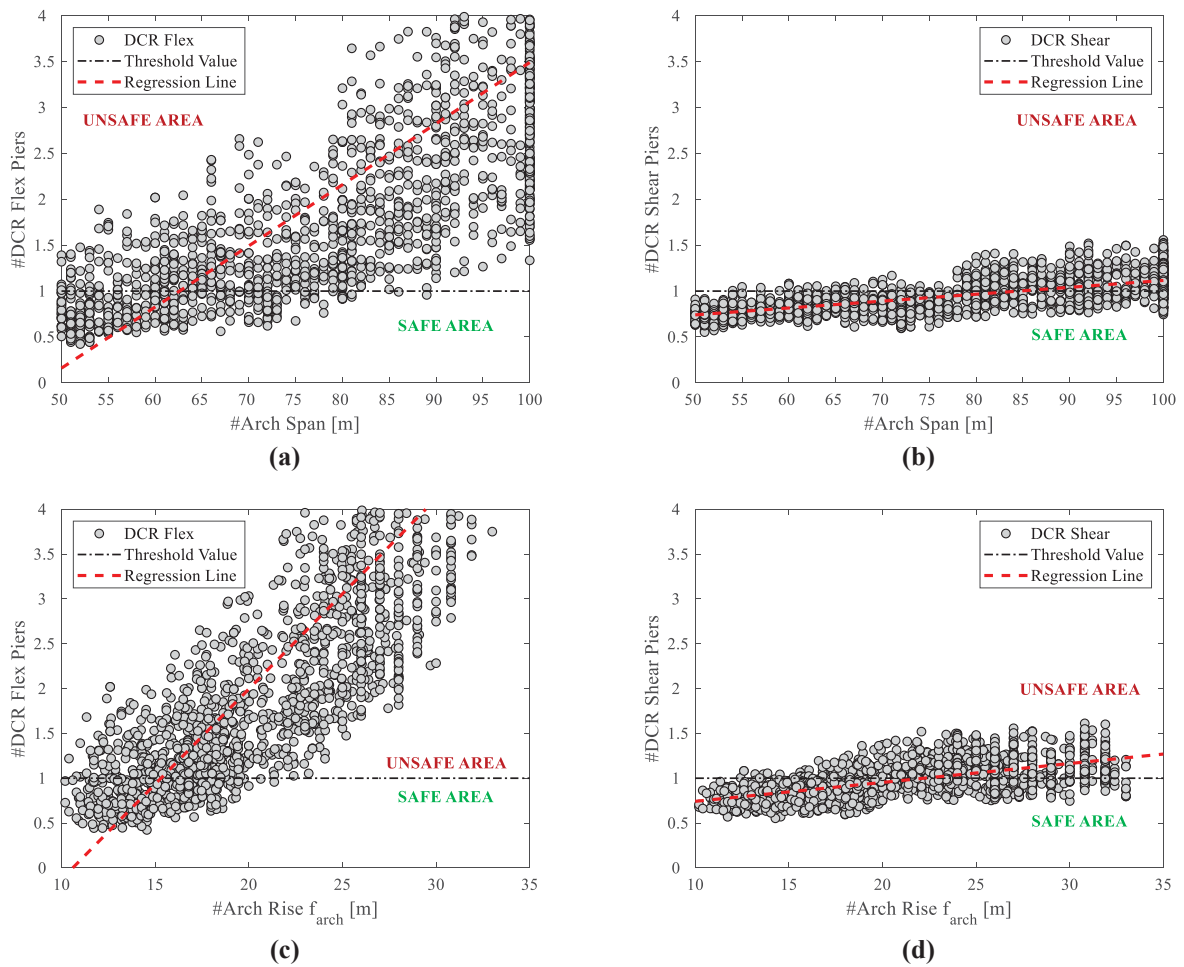 DCR Flex
Threshold Value
Regression Line
UNSAFE AREA
SAFE AREA
#DCR Flex Piers
0
0.5
1
1.5
2
2.5
3
3.5
4
50 55 60 65 70 75 80 85 90 95 100
#Arch Span [m]
(a)
DCR Shear
Threshold Value
Regression Line
UNSAFE AREA
SAFE AREA
#DCR Shear Piers
0
0.5
1
1.5
2
2.5
3
3.5
4
50 55 60 65 70 75 80 85 90 95 100
#Arch Span [m]
(b)
DCR Flex
Threshold Value
Regression Line
UNSAFE AREA
SAFE AREA
#DCR Flex Piers
0
0.5
1
1.5
2
2.5
3
3.5
4
10 15 20 25 30 35
#Arch Rise f_arch [m]
(c)
DCR Shear
Threshold Value
Regression Line
UNSAFE AREA
SAFE AREA
#DCR Shear Piers
0
0.5
1
1.5
2
2.5
3
3.5
4
10 15 20 25 30 35
#Arch Rise f_arch [m]
(d)